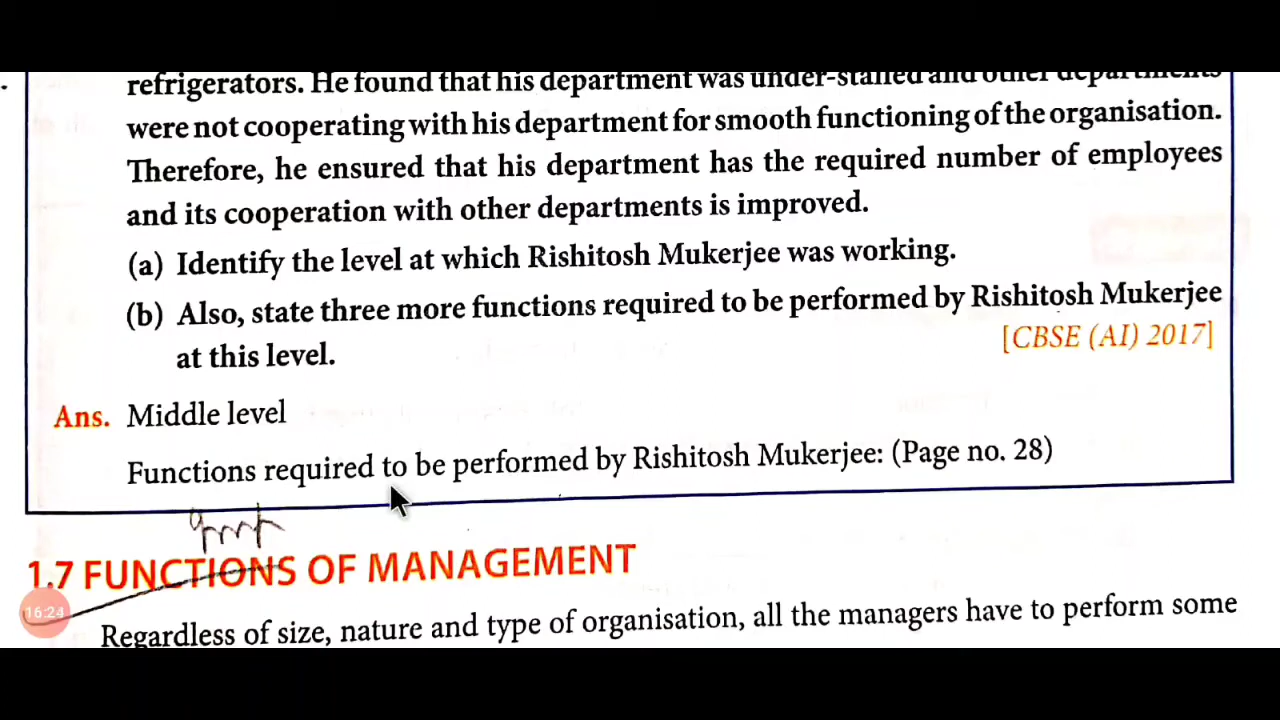 refrigerators. He found that his department was under-staffed and other departments
were not cooperating with his department for smooth functioning of the organisation.
Therefore, he ensured that his department has the required number of employees
and its cooperation with other departments is improved.
(a) Identify the level at which Rishitosh Mukerjee was working.
(b) Also, state three more functions required to be performed by Rishitosh Mukerjee
at this level.
[CBSE (AI) 2017]
Ans. Middle level
Functions required to be performed by Rishitosh Mukerjee: (Page no. 28)
1.7 FUNCTIONS OF MANAGEMENT
16:24
Regardless of size, nature and type of organisation, all the managers have to perform some